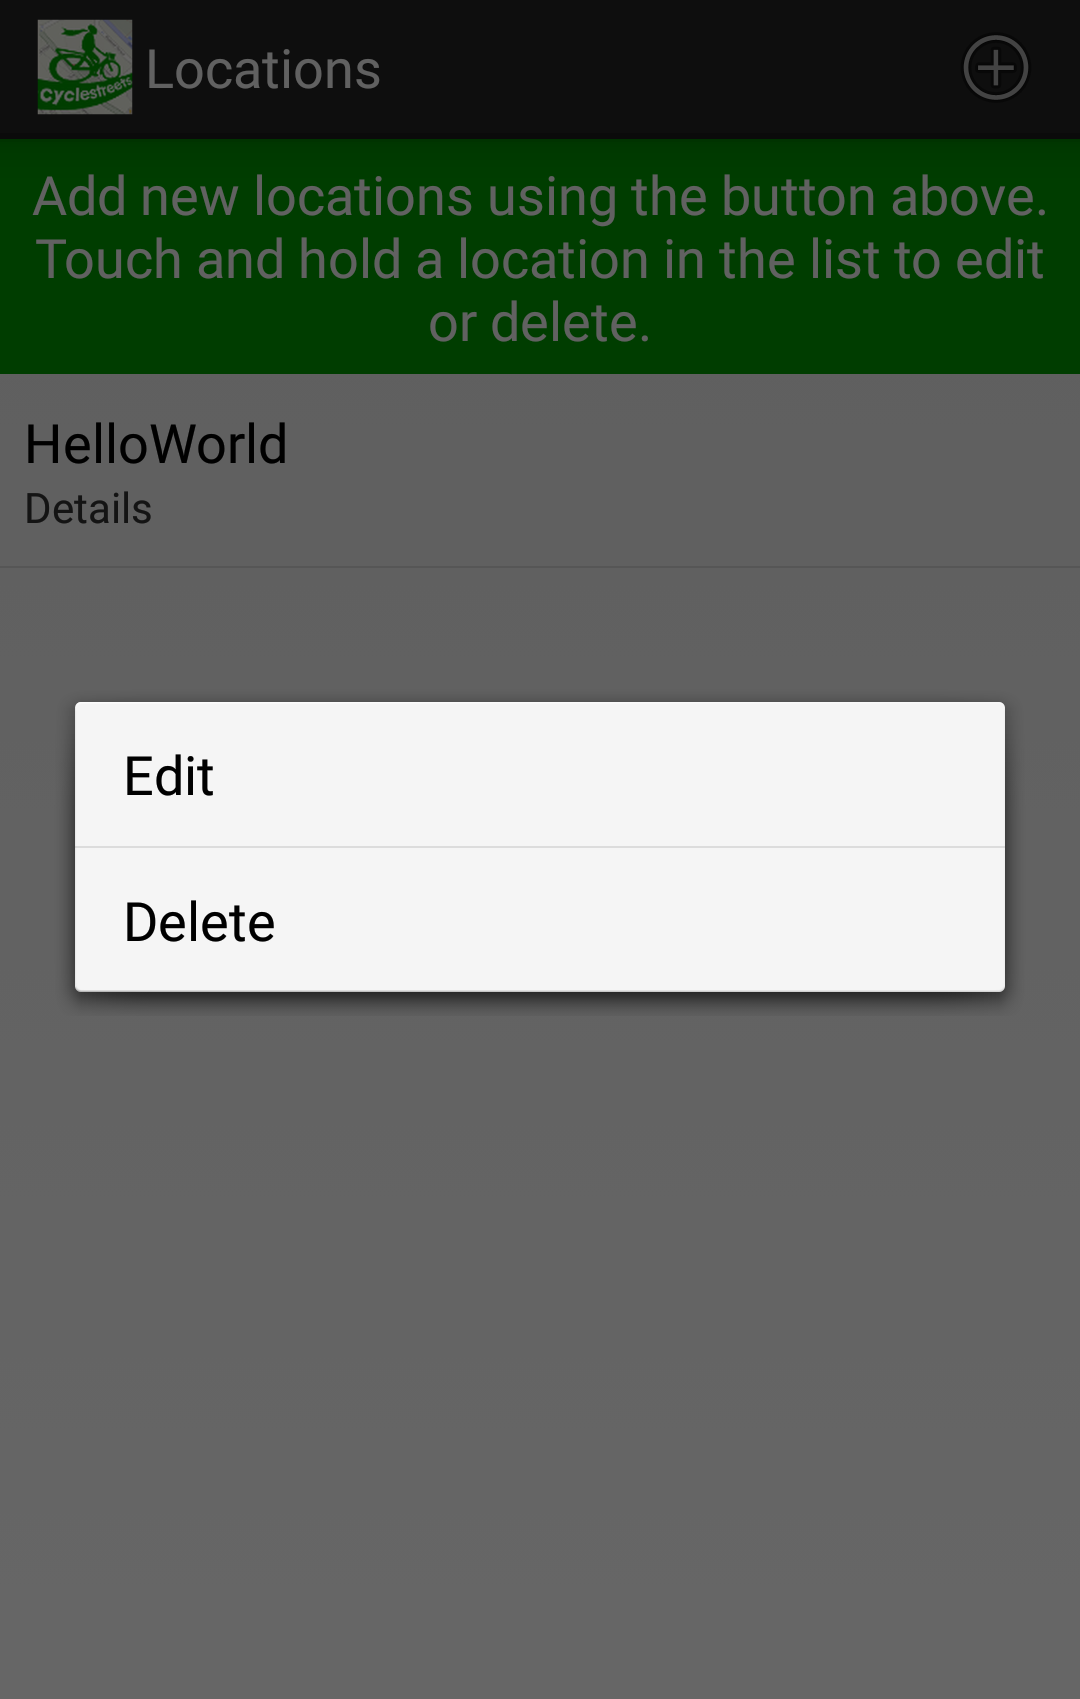 Cyclestreets
Locations
Add new locations using the button above.
Touch and hold a location in the list to edit
or delete.
HelloWorld
Details
Edit
Delete